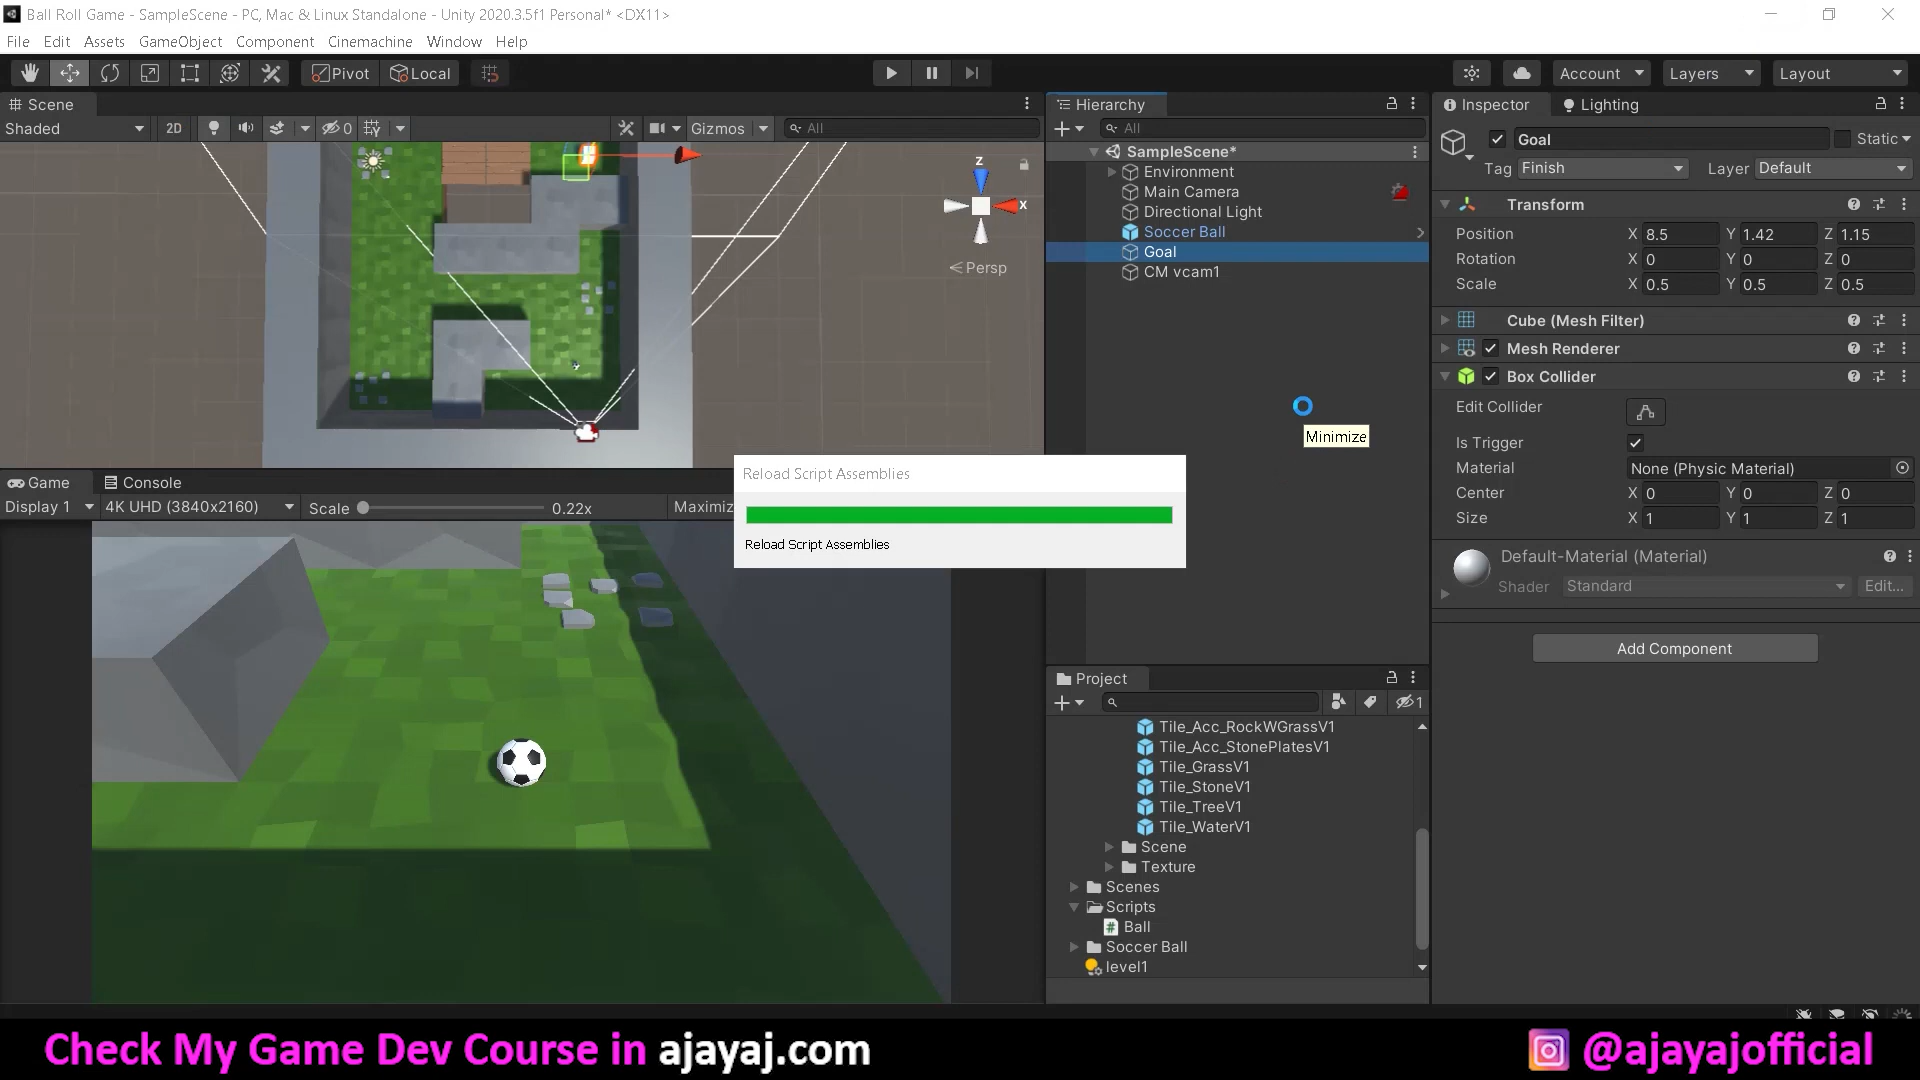 Ball Roll Game - SampleScene - PC, Mac & Linux Standalone - Unity 2020.3.5f1 Personal* <DX11>
File Edit Assets GameObject Component Cinemachine Window Help
Pivot Local Account Layers Layout
Scene
Shaded 2D 0 Gizmos All
z
x
Persp
Hierarchy
All
SampleScene*
Environment
Main Camera
Directional Light
Soccer Ball
Goal
CM vcam1
Minimize
Inspector Lighting
Goal Static
Tag Finish Layer Default
Transform
Position X 8.5 Y 1.42 Z 1.15
Rotation X 0 Y 0 Z 0
Scale X 0.5 Y 0.5 Z 0.5
Cube (Mesh Filter)
Mesh Renderer
Box Collider
Edit Collider
Is Trigger
Material None (Physic Material)
Center X 0 Y 0 Z 0
Size X 1 Y 1 Z 1
Default-Material (Material)
Shader Standard Edit...
Add Component
Game Console
Display 1 4K UHD (3840x2160) Scale 0.22x Maximiz
Reload Script Assemblies
Reload Script Assemblies
Project
1
Tile_Acc_RockWGrassV1
Tile_Acc_StonePlatesV1
Tile_GrassV1
Tile_StoneV1
Tile_TreeV1
Tile_WaterV1
Scene
Texture
Scenes
Scripts
Ball
Soccer Ball
level1
Check My Game Dev Course in ajayaj.com
@ajayajofficial